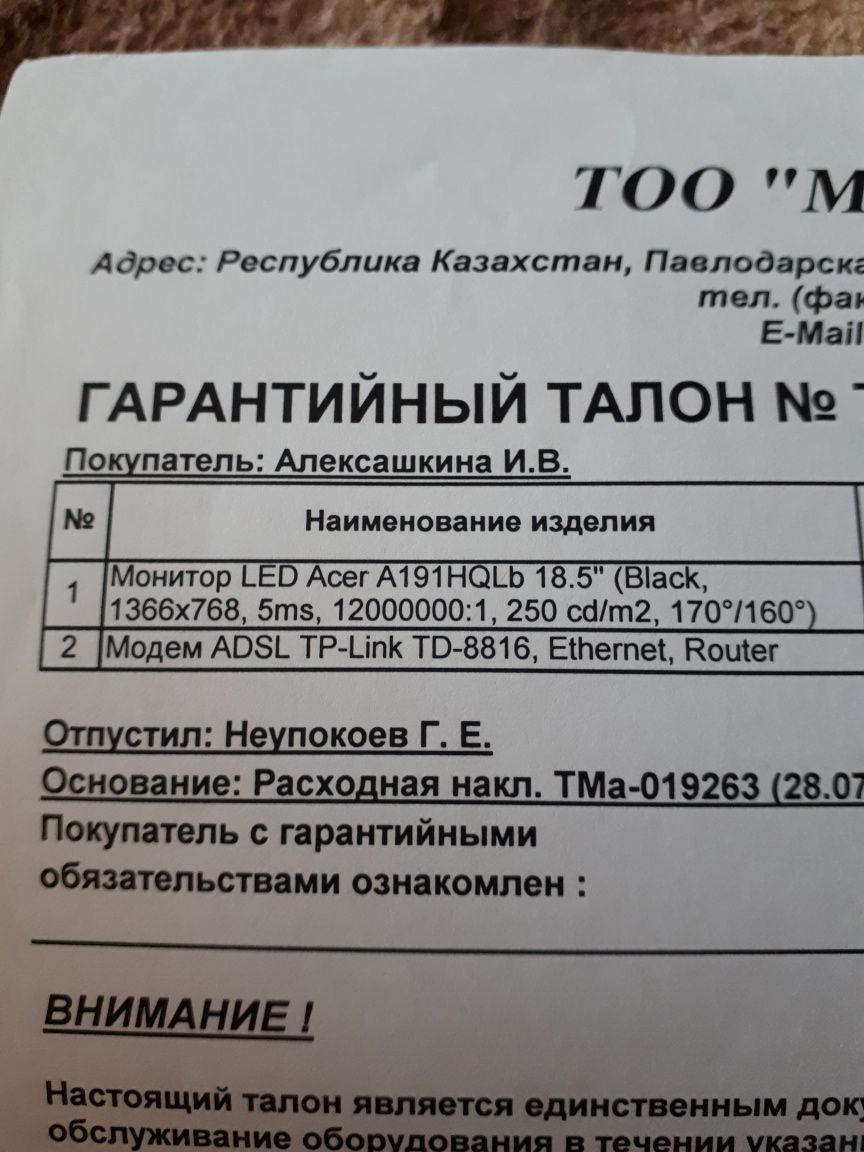 ТОО "М
Адрес: Республика Казахстан, Павлодарска
тел. (фак
E-Mail
ГАРАНТИЙНЫЙ ТАЛОН №
Покупатель: Алексашкина И.В.
№ Наименование изделия
1 Монитор LED Acer A191HQLb 18.5" (Black,
1366x768, 5ms, 12000000:1, 250 cd/m2, 170°/160°)
2 Модем ADSL TP-Link TD-8816, Ethernet, Router
Отпустил: Неупокоев Г. Е.
Основание: Расходная накл. ТМа-019263 (28.07
Покупатель с гарантийными
обязательствами ознакомлен :
ВНИМАНИЕ !
Настоящий талон является единственным док
обслуживание оборудования в течении указан